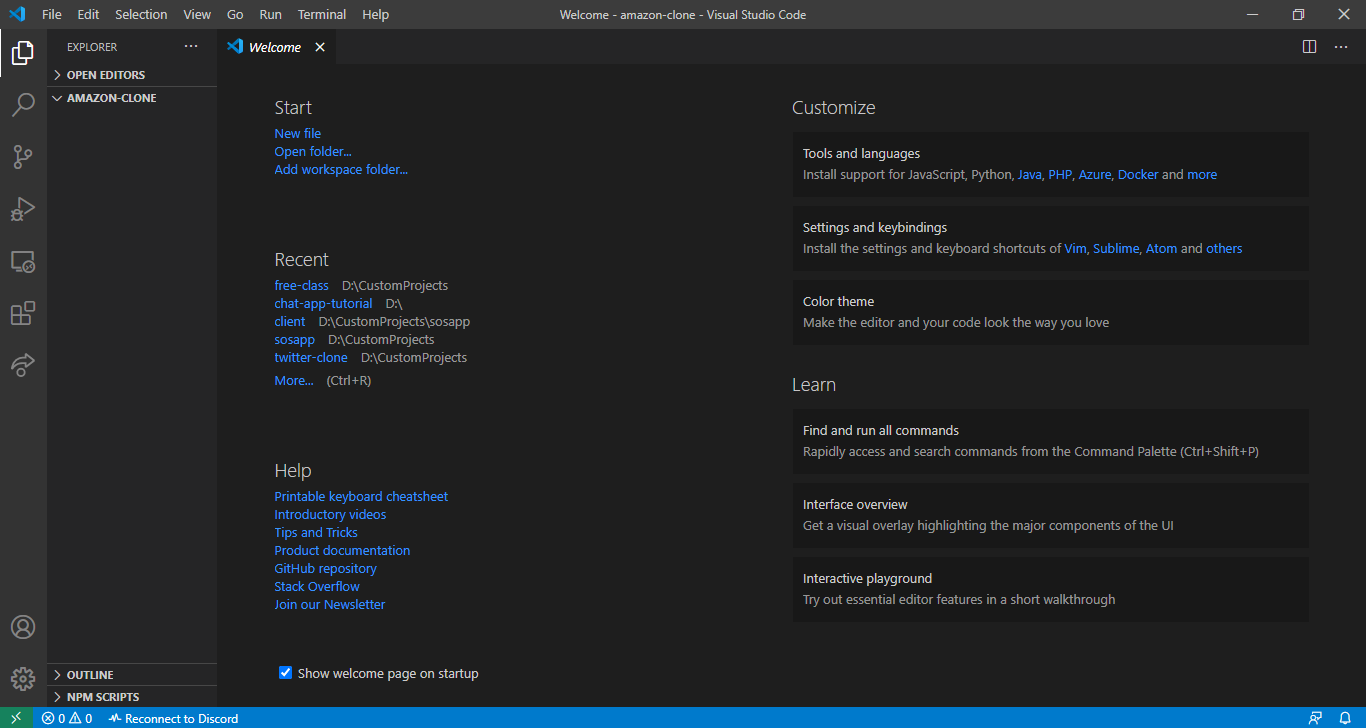 File Edit Selection View Go Run Terminal Help
Welcome - amazon-clone - Visual Studio Code
EXPLORER
OPEN EDITORS
AMAZON-CLONE
OUTLINE
NPM SCRIPTS
Welcome
Start
New file
Open folder...
Add workspace folder...
Recent
free-class D:\CustomProjects
chat-app-tutorial D:\
client D:\CustomProjects\sosapp
sosapp D:\CustomProjects
twitter-clone D:\CustomProjects
More... (Ctrl+R)
Help
Printable keyboard cheatsheet
Introductory videos
Tips and Tricks
Product documentation
GitHub repository
Stack Overflow
Join our Newsletter
Show welcome page on startup
Customize
Tools and languages
Install support for JavaScript, Python, Java, PHP, Azure, Docker and more
Settings and keybindings
Install the settings and keyboard shortcuts of Vim, Sublime, Atom and others
Color theme
Make the editor and your code look the way you love
Learn
Find and run all commands
Rapidly access and search commands from the Command Palette (Ctrl+Shift+P)
Interface overview
Get a visual overlay highlighting the major components of the UI
Interactive playground
Try out essential editor features in a short walkthrough
0 0 Reconnect to Discord